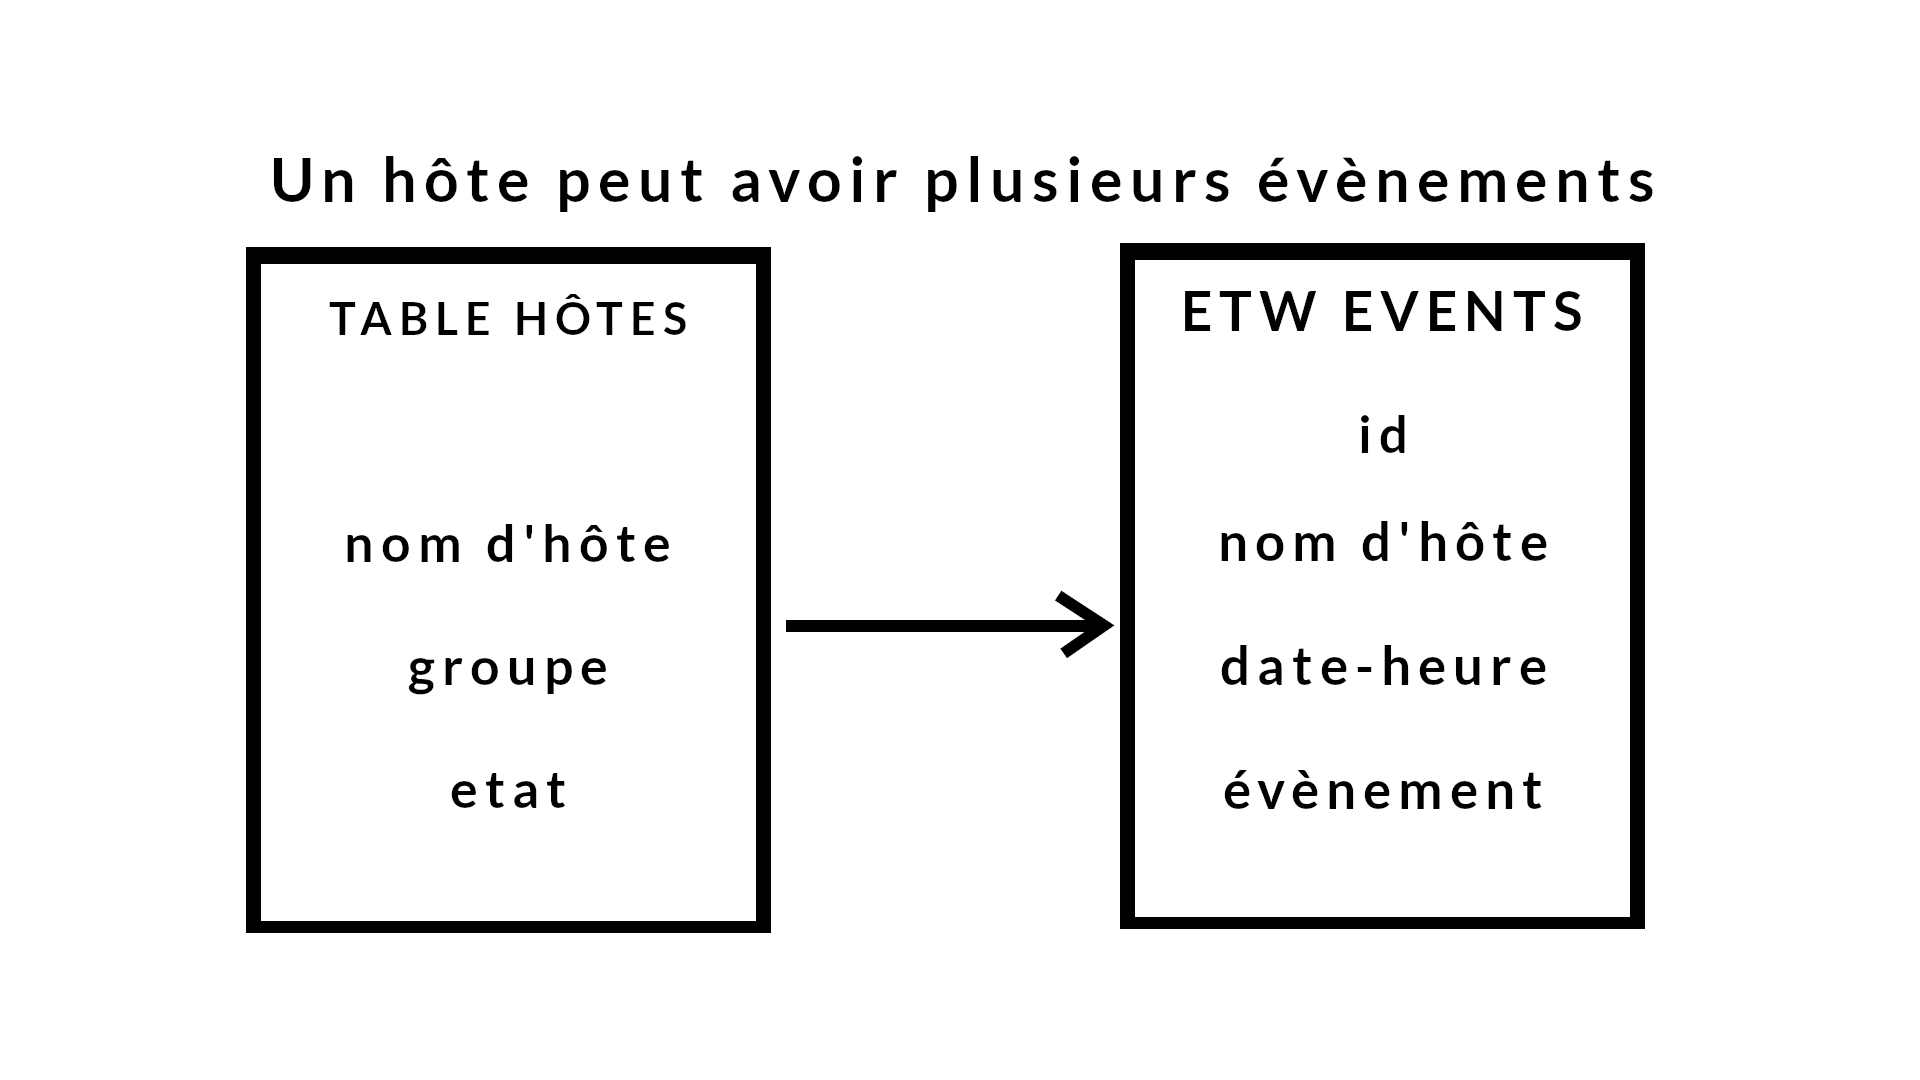 Un hôte peut avoir plusieurs évènements
TABLE HÔTES
nom d'hôte
groupe
etat
ETW EVENTS
id
nom d'hôte
date-heure
évènement